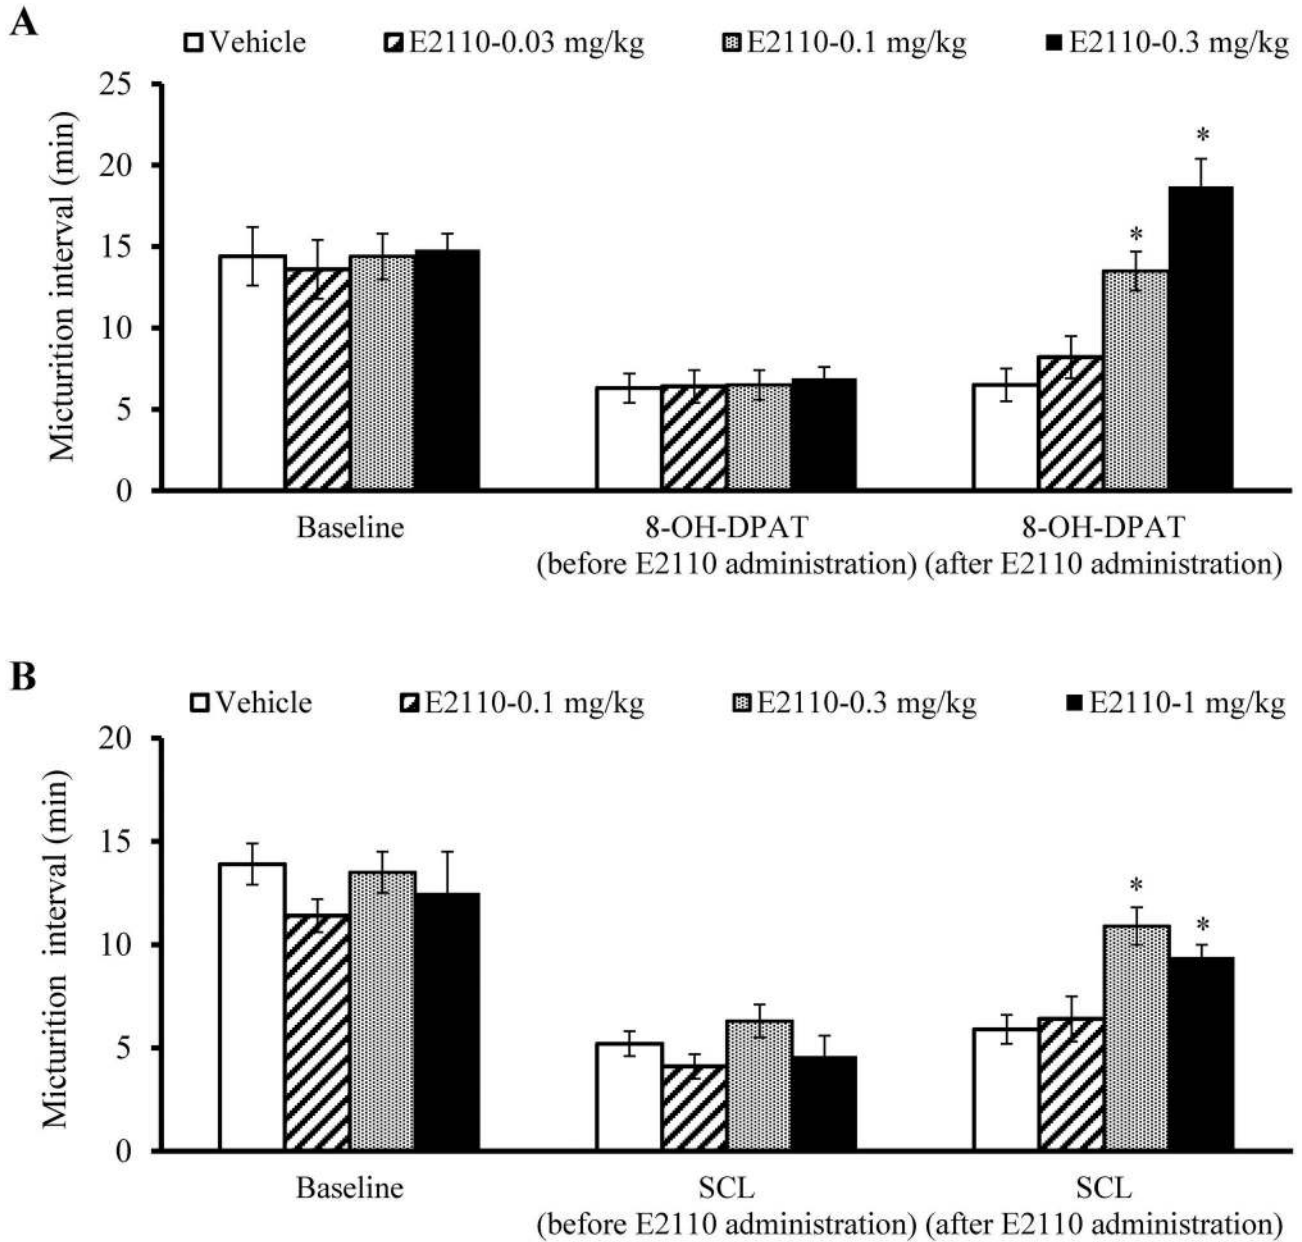 A
Vehicle E2110-0.03 mg/kg E2110-0.1 mg/kg E2110-0.3 mg/kg
Micturition interval (min)
25
20
15
10
5
0
*
*
Baseline 8-OH-DPAT 8-OH-DPAT
(before E2110 administration) (after E2110 administration)
B
Vehicle E2110-0.1 mg/kg E2110-0.3 mg/kg E2110-1 mg/kg
Micturition interval (min)
20
15
10
5
0
*
*
Baseline SCL SCL
(before E2110 administration) (after E2110 administration)